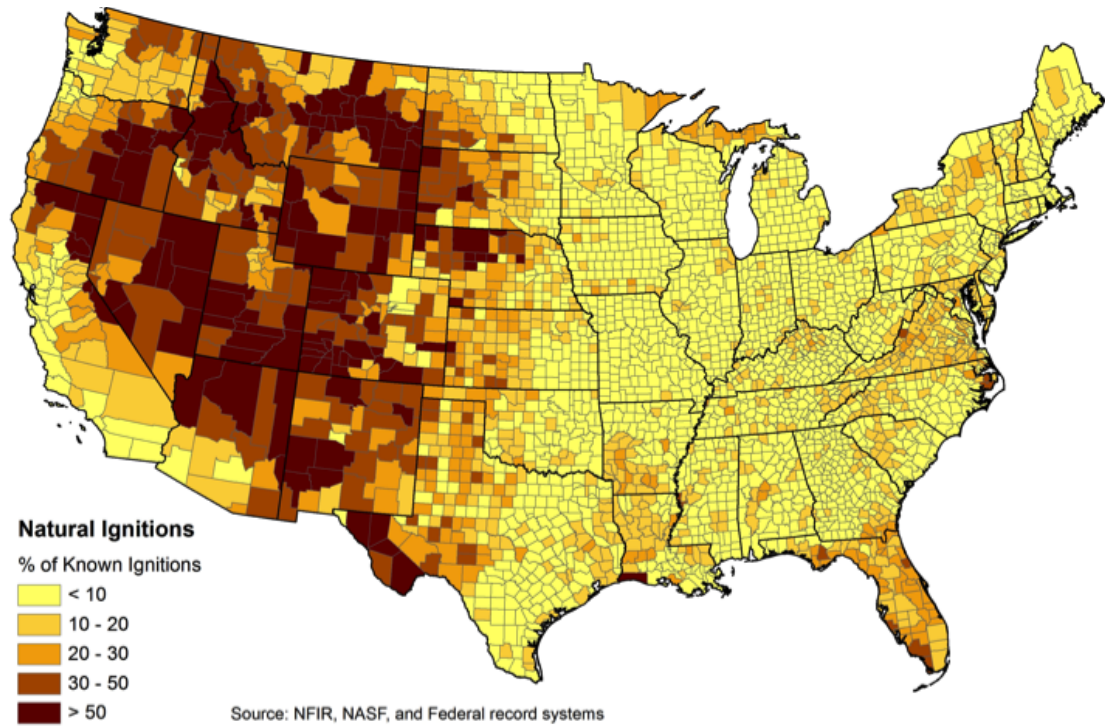 Natural Ignitions
% of Known Ignitions
< 10
10 - 20
20 - 30
30 - 50
> 50
Source: NFIR, NASF, and Federal record systems